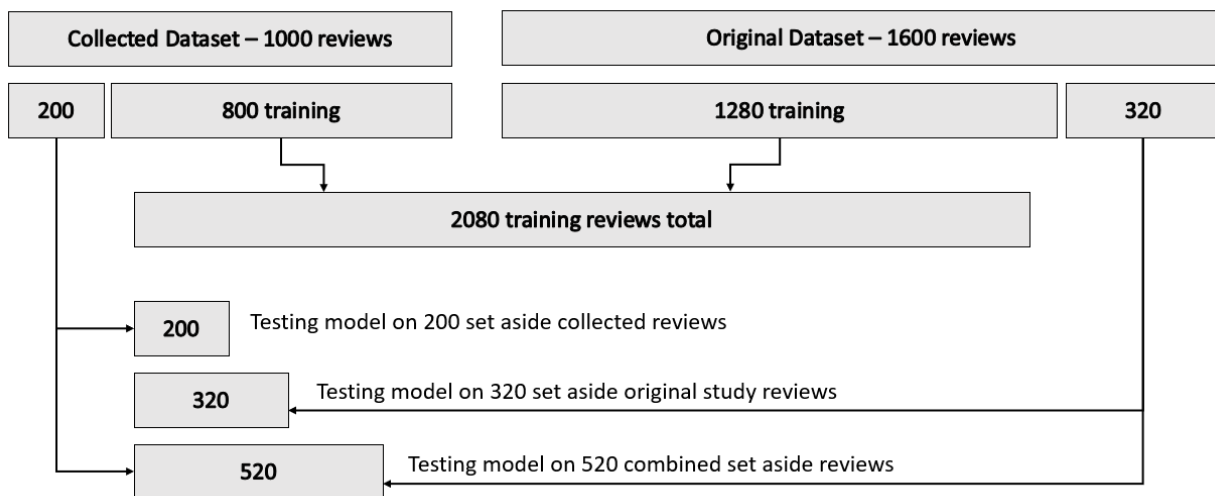 Collected Dataset – 1000 reviews
Original Dataset – 1600 reviews
200
800 training
1280 training
320
2080 training reviews total
200
Testing model on 200 set aside collected reviews
320
Testing model on 320 set aside original study reviews
520
Testing model on 520 combined set aside reviews